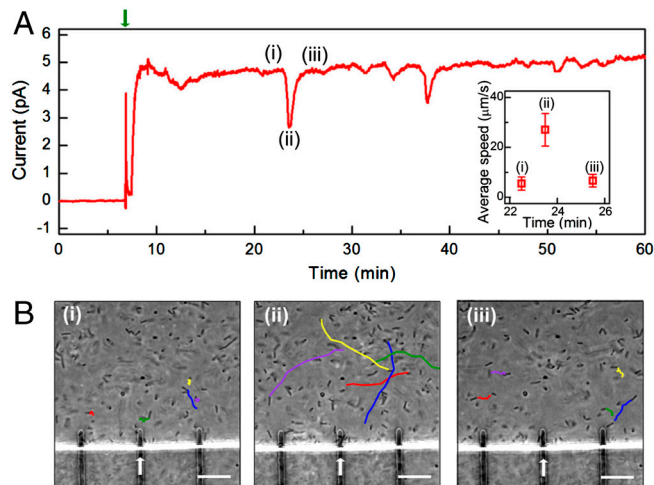 A
Current (pA)
6
5
4
3
2
1
0
-1
(i)
(ii)
(iii)
0 10 20 30 40 50 60
Time (min)
Average speed (μm/s)
40
20
0
(i)
(ii)
(iii)
22 24 26
Time (min)
B
(i)
(ii)
(iii)